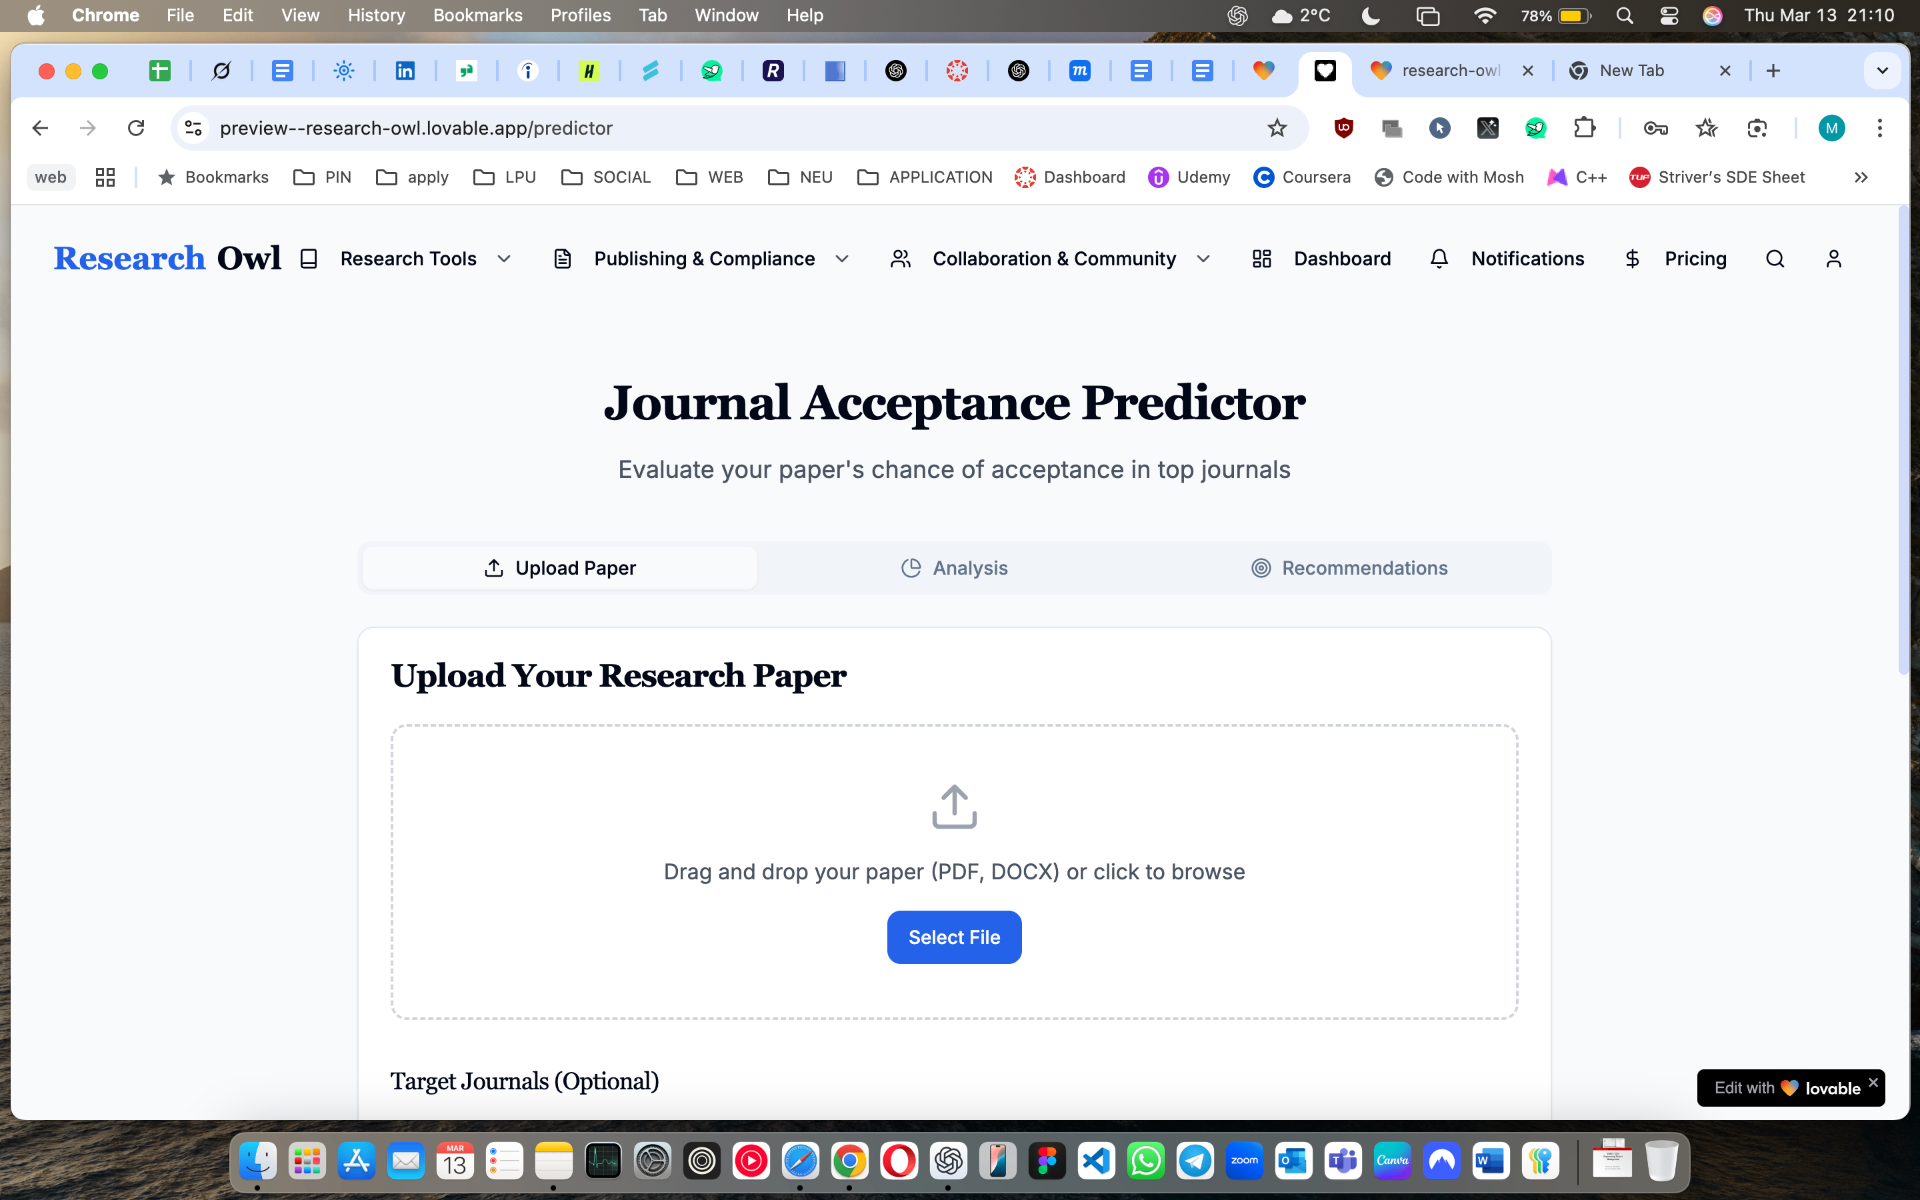 Chrome File Edit View History Bookmarks Profiles Tab Window Help 2°C 78% Thu Mar 13 21:10
research-owl New Tab
preview--research-owl.lovable.app/predictor M
web Bookmarks PIN apply LPU SOCIAL WEB NEU APPLICATION Dashboard Udemy Coursera Code with Mosh C++ Striver's SDE Sheet
Research Owl Research Tools Publishing & Compliance Collaboration & Community Dashboard Notifications Pricing
Journal Acceptance Predictor
Evaluate your paper's chance of acceptance in top journals
Upload Paper Analysis Recommendations
Upload Your Research Paper
Drag and drop your paper (PDF, DOCX) or click to browse
Select File
Target Journals (Optional)
Edit with lovable
MAR
13 zoom Canva